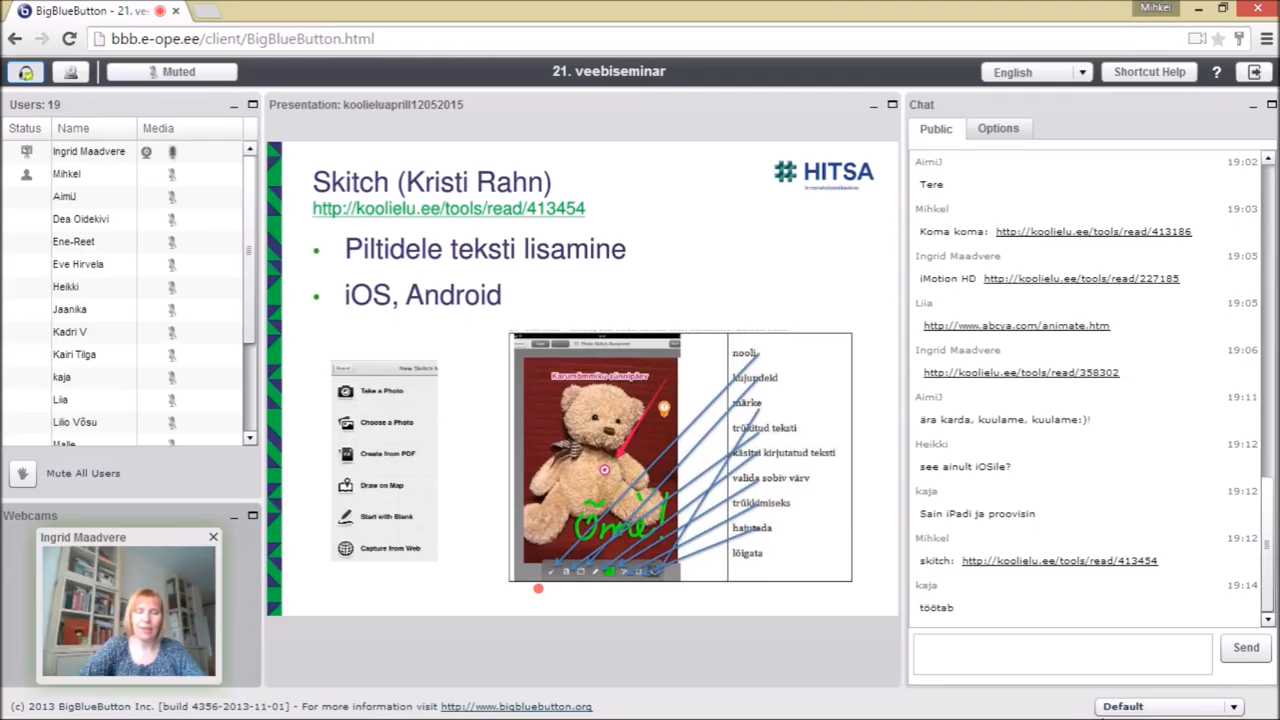 BigBlueButton - 21. vee
Mihkel
bbb.e-ope.ee/client/BigBlueButton.html
Muted
21. veebiseminar
English
Shortcut Help
?
Users: 19
Status Name Media
Ingrid Maadvere
Mihkel
AimiJ
Dea Oidekivi
Ene-Reet
Eve Hirvela
Heikki
Jaanika
Kadri V
Kairi Tilga
kaja
Liia
Lilio Võsu
Malle
Mute All Users
Webcams
Ingrid Maadvere
Presentation: koolieluaprill12052015
HITSA
Skitch (Kristi Rahn)
http://koolielu.ee/tools/read/413454
• Piltidele teksti lisamine
• iOS, Android
Take a Photo
Choose a Photo
Create from PDF
Draw on Map
Start with Blank
Capture from Web
Karumõmmiku sünnipäev
Õnne!
nooli
kujundeid
märke
trükitud teksti
käsitsi kirjutatud teksti
valida sobiv värv
trükkimiseks
hajutada
lõigata
Chat
Public Options
AimiJ 19:02
Tere
Mihkel 19:03
Koma koma: http://koolielu.ee/tools/read/413186
Ingrid Maadvere 19:05
iMotion HD http://koolielu.ee/tools/read/227185
Liia 19:05
http://www.abcya.com/animate.htm
Ingrid Maadvere 19:06
http://koolielu.ee/tools/read/358302
AimiJ 19:11
ära karda, kuulame, kuulame:)!
Heikki 19:12
see ainult iOSile?
kaja 19:12
Sain iPadi ja proovisin
Mihkel 19:12
skitch: http://koolielu.ee/tools/read/413454
kaja 19:14
töötab
Send
(c) 2013 BigBlueButton Inc. [build 4356-2013-11-01] - For more information visit http://www.bigbluebutton.org
Default